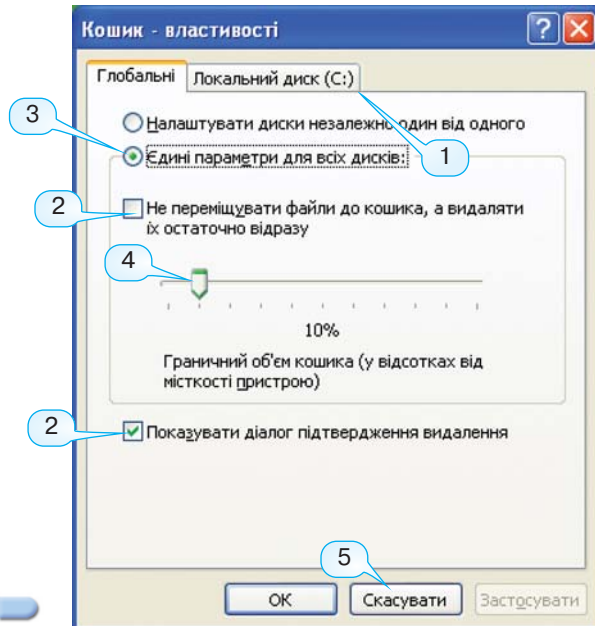 Кошик - властивості
Глобальні Локальний диск (C:)
3
Налаштувати диски незалежно один від одного
1
Єдині параметри для всіх дисків:
2
Не переміщувати файли до кошика, а видаляти
їх остаточно відразу
4
10%
Граничний об'єм кошика (у відсотках від
місткості пристрою)
2
Показувати діалог підтвердження видалення
5
ОК Скасувати Застосувати